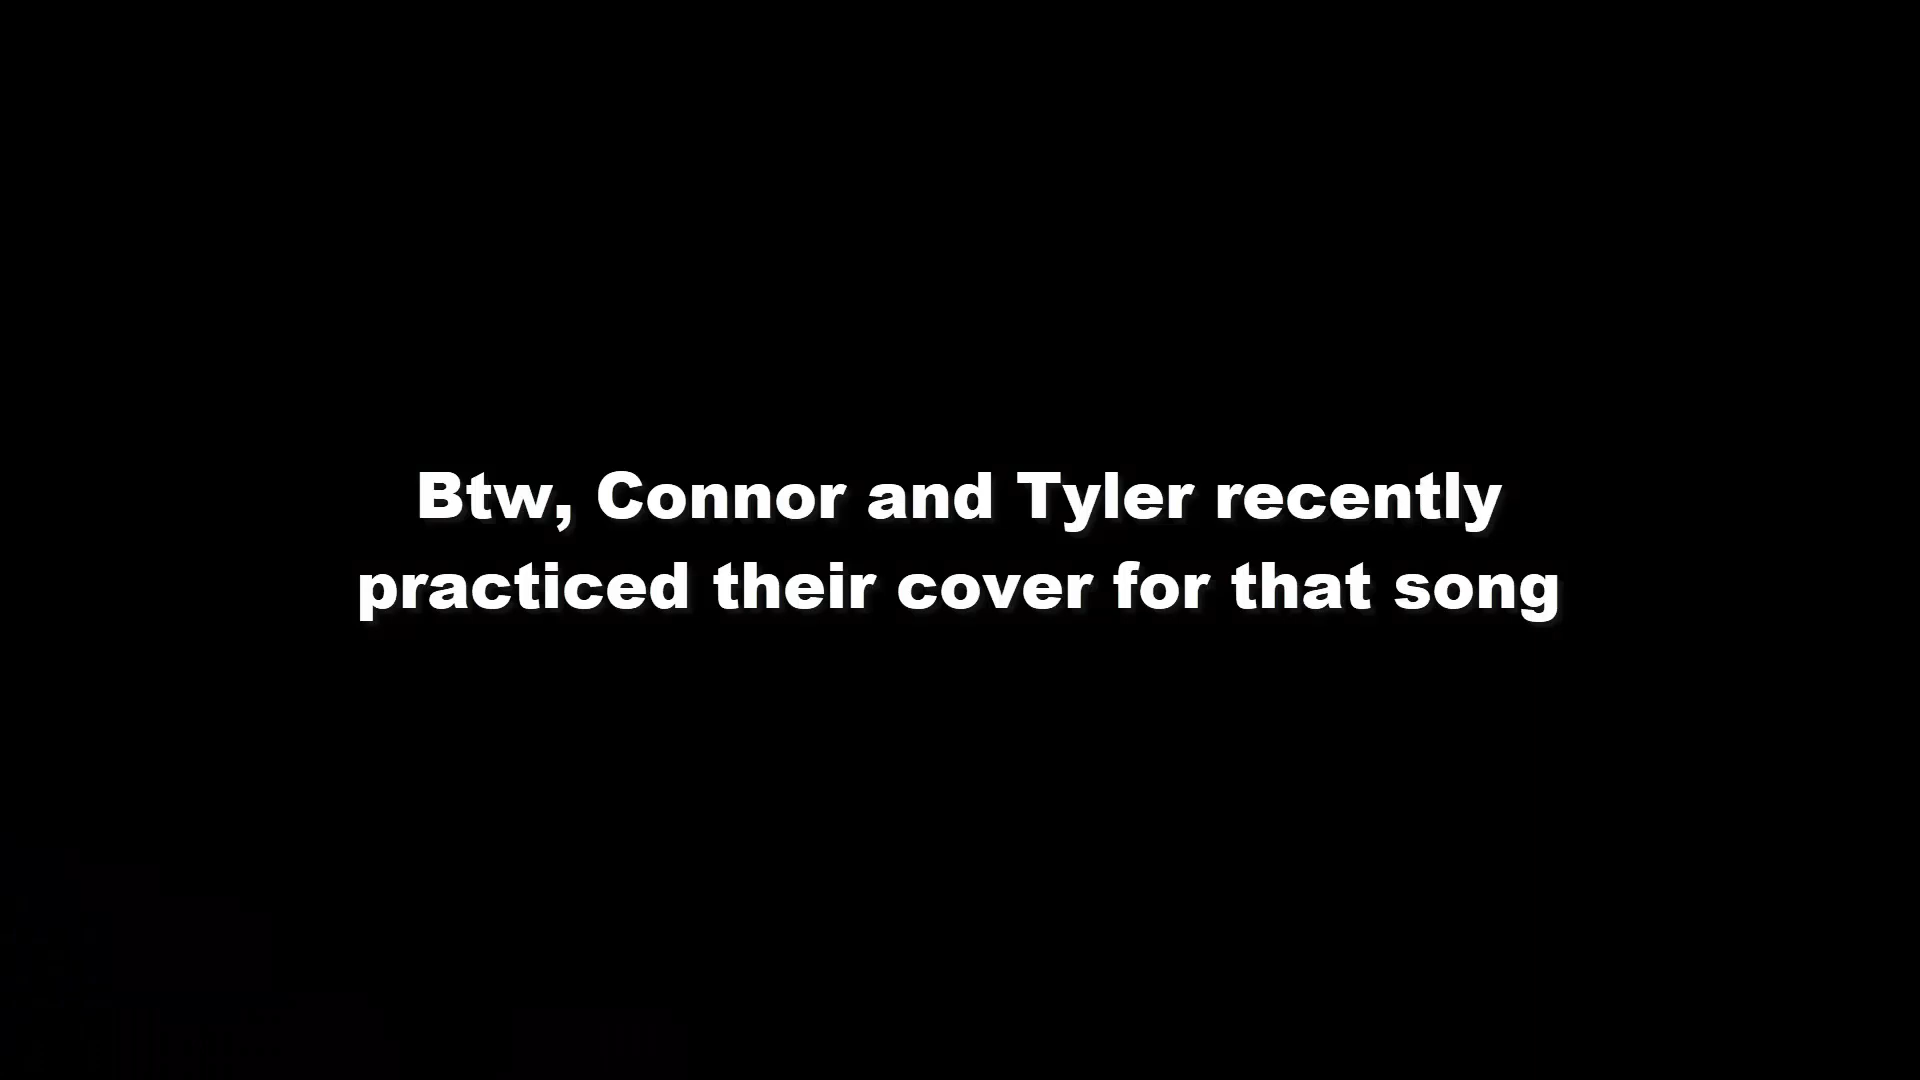 Btw, Connor and Tyler recently
practiced their cover for that song